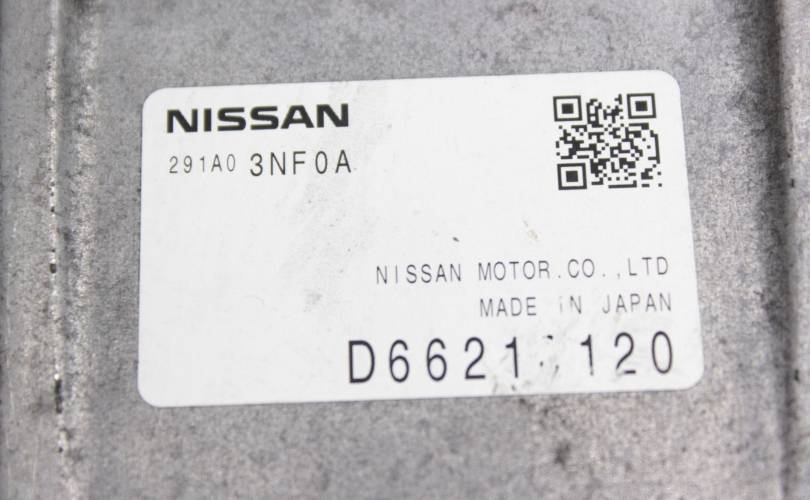 NISSAN
291A0 3NF0A
NISSAN MOTOR.CO.,LTD
MADE IN JAPAN